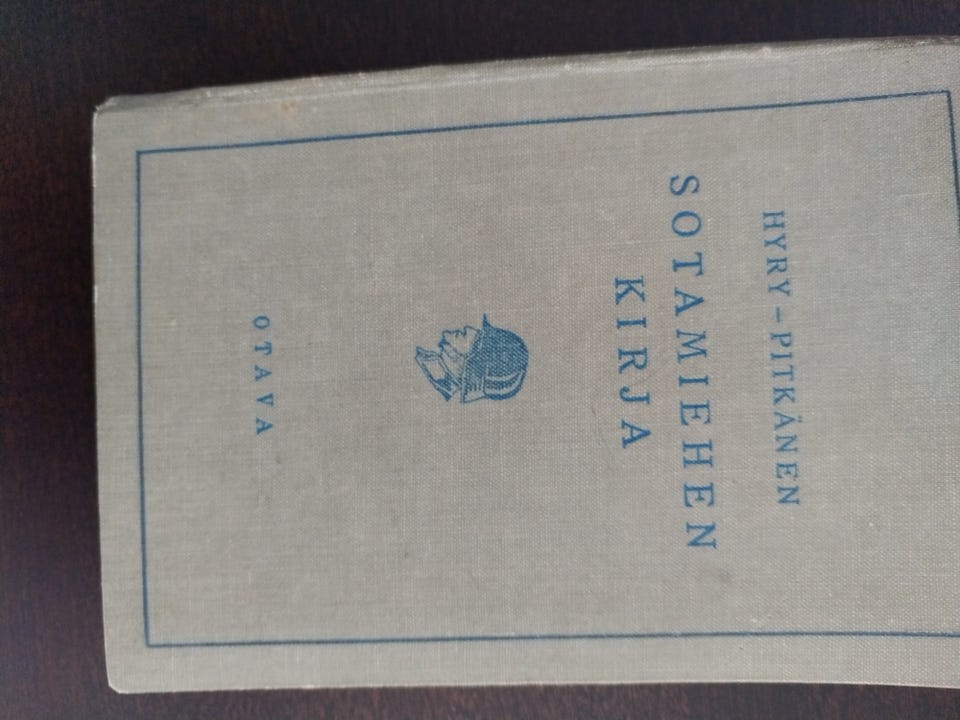 HYRY – PITKÄNEN
SOTAMIEHEN
KIRJA
OTAVA